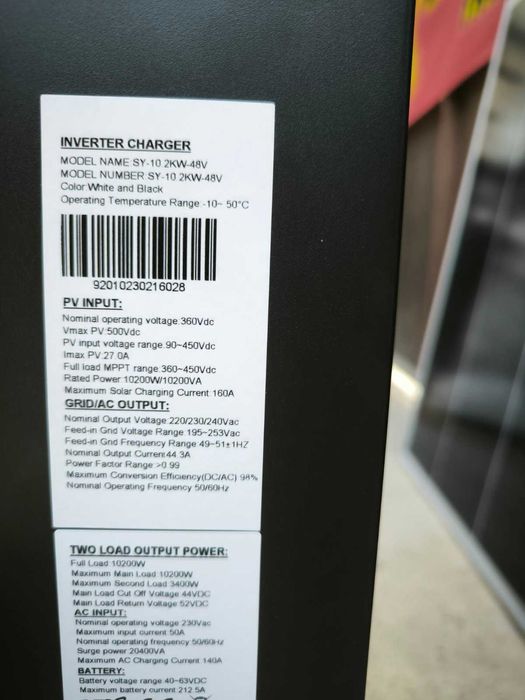 INVERTER CHARGER
MODEL NAME SY-10 2KW-48V
MODEL NUMBER SY-10 2KW-48V
Color White and Black
Operating Temperature Range -10~ 50°C
92010230216028
PV INPUT:
Nominal operating voltage 360Vdc
Vmax PV 500Vdc
PV input voltage range 90~450Vdc
Imax PV 27 0A
Full load MPPT range 360~450Vdc
Rated Power 10200W/10200VA
Maximum Solar Charging Current 160A
GRID/AC OUTPUT:
Nominal Output Voltage 220/230/240Vac
Feed-in Grid Voltage Range 195~253Vac
Feed-in Grid Frequency Range 49~51±1HZ
Nominal Output Current 44 3A
Power Factor Range >0 99
Maximum Conversion Efficiency(DC/AC) 98%
Nominal Operating Frequency 50/60Hz
TWO LOAD OUTPUT POWER:
Full Load 10200W
Maximum Main Load 10200W
Maximum Second Load 3400W
Main Load Cut Off Voltage 44VDC
Main Load Return Voltage 52VDC
AC INPUT:
Nominal operating voltage 230Vac
Maximum input current 50A
Nominal operating frequency 50/60Hz
Surge power 20400VA
Maximum AC Charging Current 140A
BATTERY:
Battery voltage range 40~63VDC
Maximum battery current 212 5A